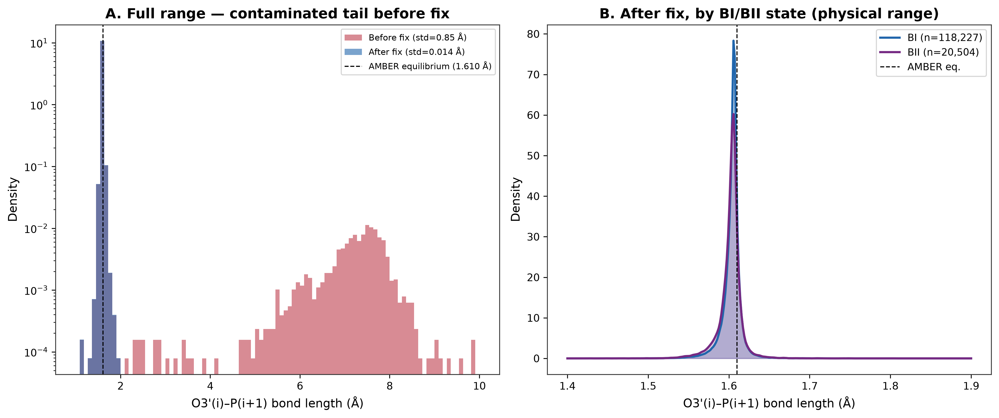 A. Full range — contaminated tail before fix
Before fix (std=0.85 Å)
After fix (std=0.014 Å)
AMBER equilibrium (1.610 Å)
10¹
10⁰
10⁻¹
10⁻²
10⁻³
10⁻⁴
Density
2 4 6 8 10
O3'(i)–P(i+1) bond length (Å)
B. After fix, by BI/BII state (physical range)
BI (n=118,227)
BII (n=20,504)
AMBER eq.
80
70
60
50
40
30
20
10
0
Density
1.4 1.5 1.6 1.7 1.8 1.9
O3'(i)–P(i+1) bond length (Å)